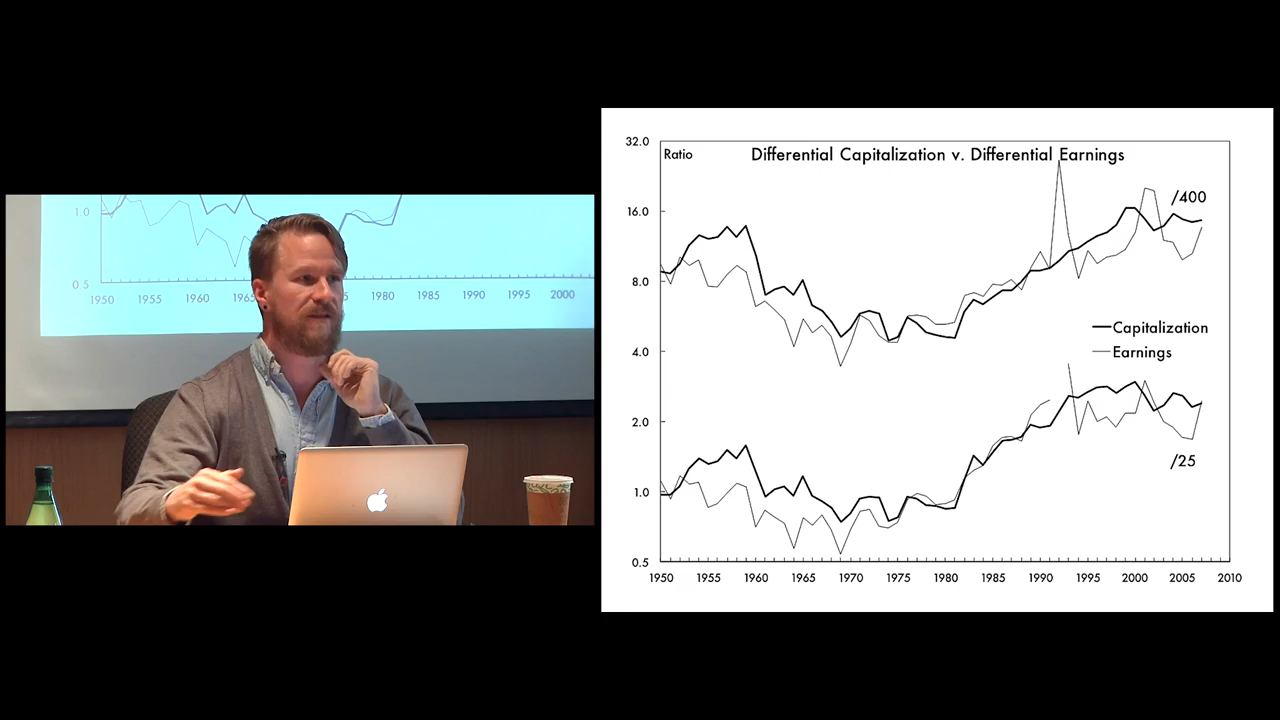 1.0
0.5
1950 1955 1960 1965 1980 1985 1990 1995 2000
Differential Capitalization v. Differential Earnings
Ratio
32.0
16.0
8.0
4.0
2.0
1.0
0.5
/400
Capitalization
Earnings
/25
1950 1955 1960 1965 1970 1975 1980 1985 1990 1995 2000 2005 2010